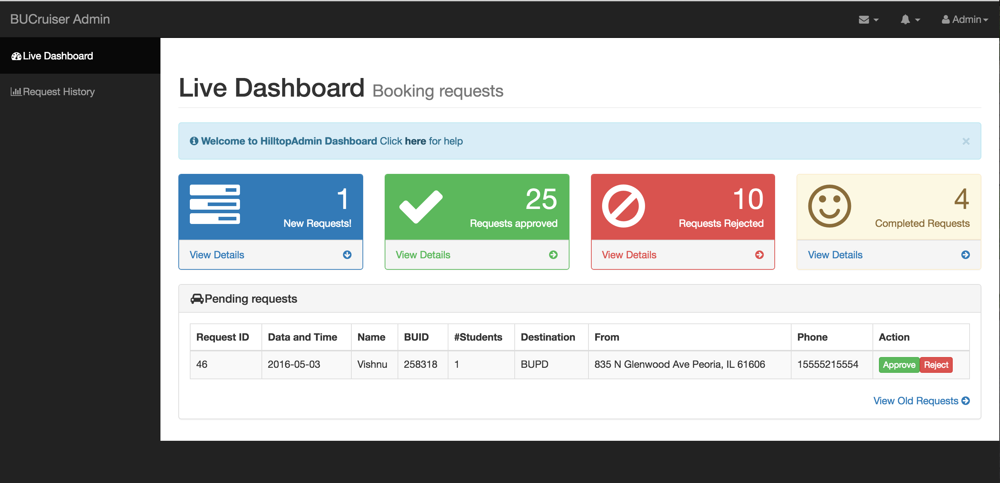 BUCruiser Admin
Admin
Live Dashboard
Request History
Live Dashboard Booking requests
Welcome to HilltopAdmin Dashboard Click here for help
×
1
New Requests!
View Details
25
Requests approved
View Details
10
Requests Rejected
View Details
4
Completed Requests
View Details
Pending requests
Request ID Data and Time Name BUID #Students Destination From Phone Action
46 2016-05-03 Vishnu 258318 1 BUPD 835 N Glenwood Ave Peoria, IL 61606 15555215554 Approve Reject
View Old Requests